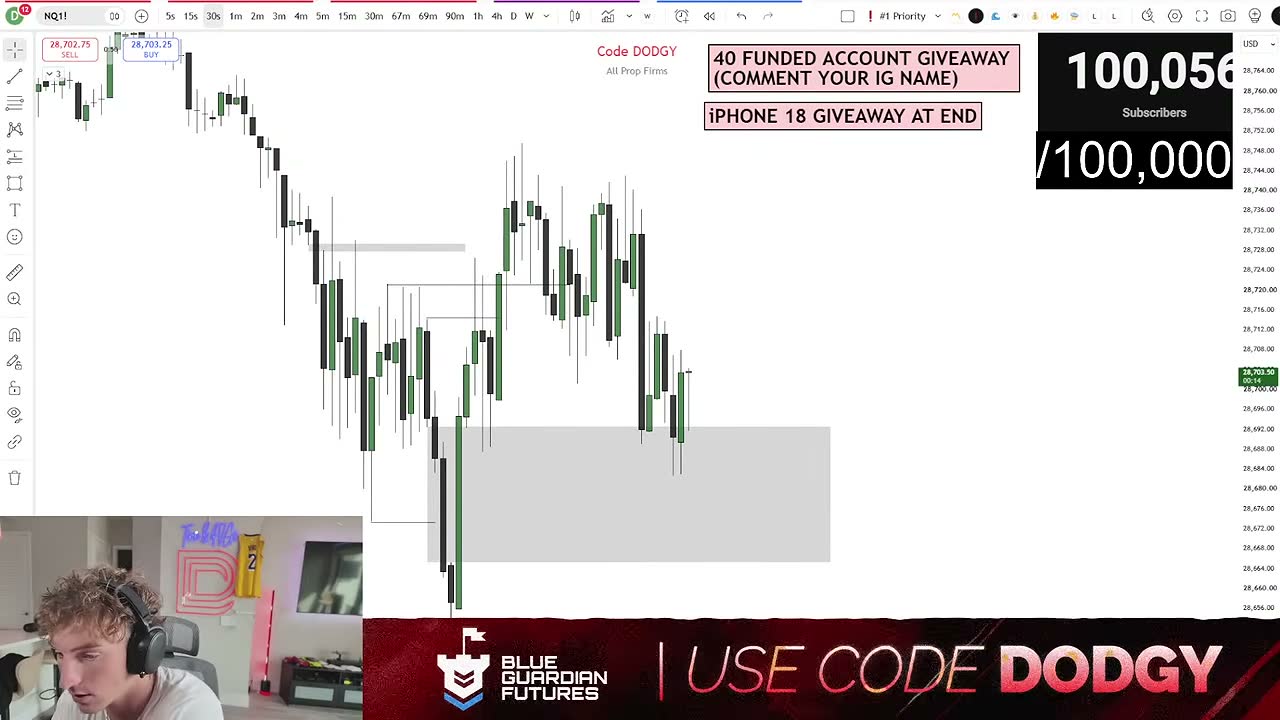 D 12 NQ1! 5s 15s 30s 1m 2m 3m 4m 5m 15m 30m 67m 69m 90m 1h 4h D W w #1 Priority L L
28,702.75 SELL
28,703.25 BUY
3
Code DODGY
All Prop Firms
40 FUNDED ACCOUNT GIVEAWAY
(COMMENT YOUR IG NAME)
iPHONE 18 GIVEAWAY AT END
100,056
Subscribers
/100,000
USD
28,764.00
28,760.00
28,756.00
28,752.00
28,748.00
28,744.00
28,740.00
28,736.00
28,732.00
28,728.00
28,724.00
28,720.00
28,716.00
28,712.00
28,708.00
28,703.50
00:14
28,700.00
28,696.00
28,692.00
28,688.00
28,684.00
28,680.00
28,676.00
28,672.00
28,668.00
28,664.00
28,660.00
28,656.00
BLUE
GUARDIAN
FUTURES
USE CODE DODGY